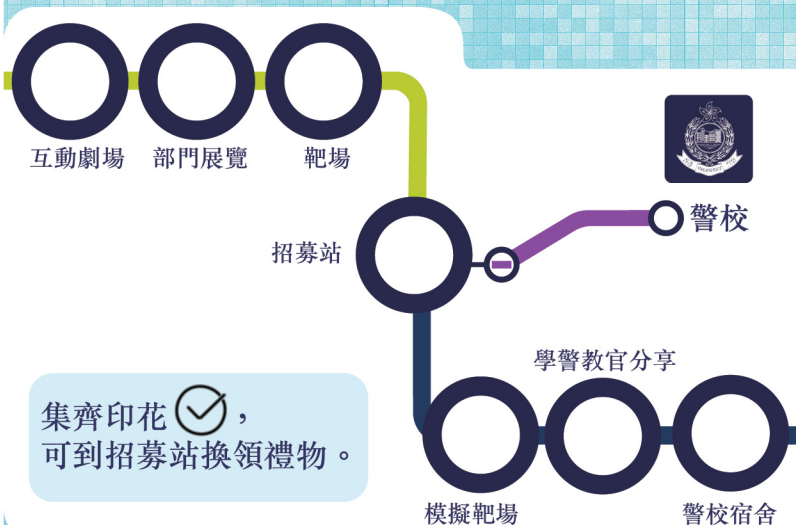 互動劇場
部門展覽
靶場
警校
招募站
學警教官分享
集齊印花，
可到招募站換領禮物。
模擬靶場
警校宿舍